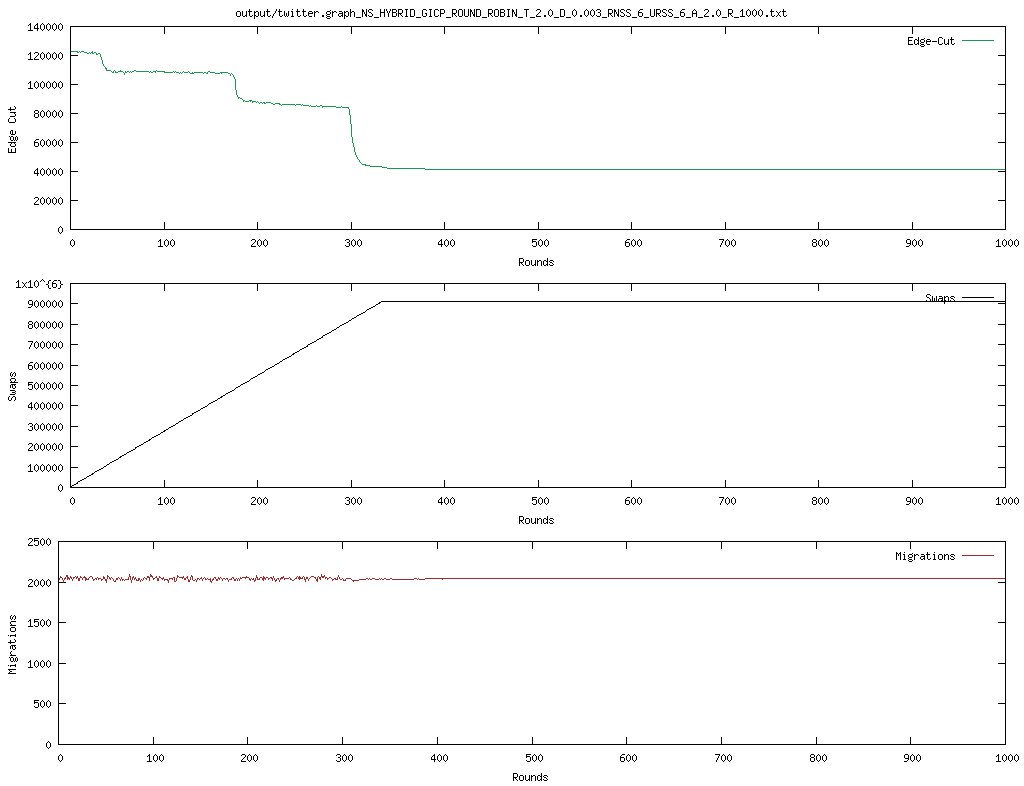 output/twitter.graph_NS_HYBRID_GICP_ROUND_ROBIN_T_2.0_D_0.003_RNSS_6_URSS_6_A_2.0_R_1000.txt
Edge-Cut
Edge Cut
140000
120000
100000
80000
60000
40000
20000
0
0 100 200 300 400 500 600 700 800 900 1000
Rounds
Swaps
Swaps
1x10^{6}
900000
800000
700000
600000
500000
400000
300000
200000
100000
0
0 100 200 300 400 500 600 700 800 900 1000
Rounds
Migrations
Migrations
2500
2000
1500
1000
500
0
0 100 200 300 400 500 600 700 800 900 1000
Rounds